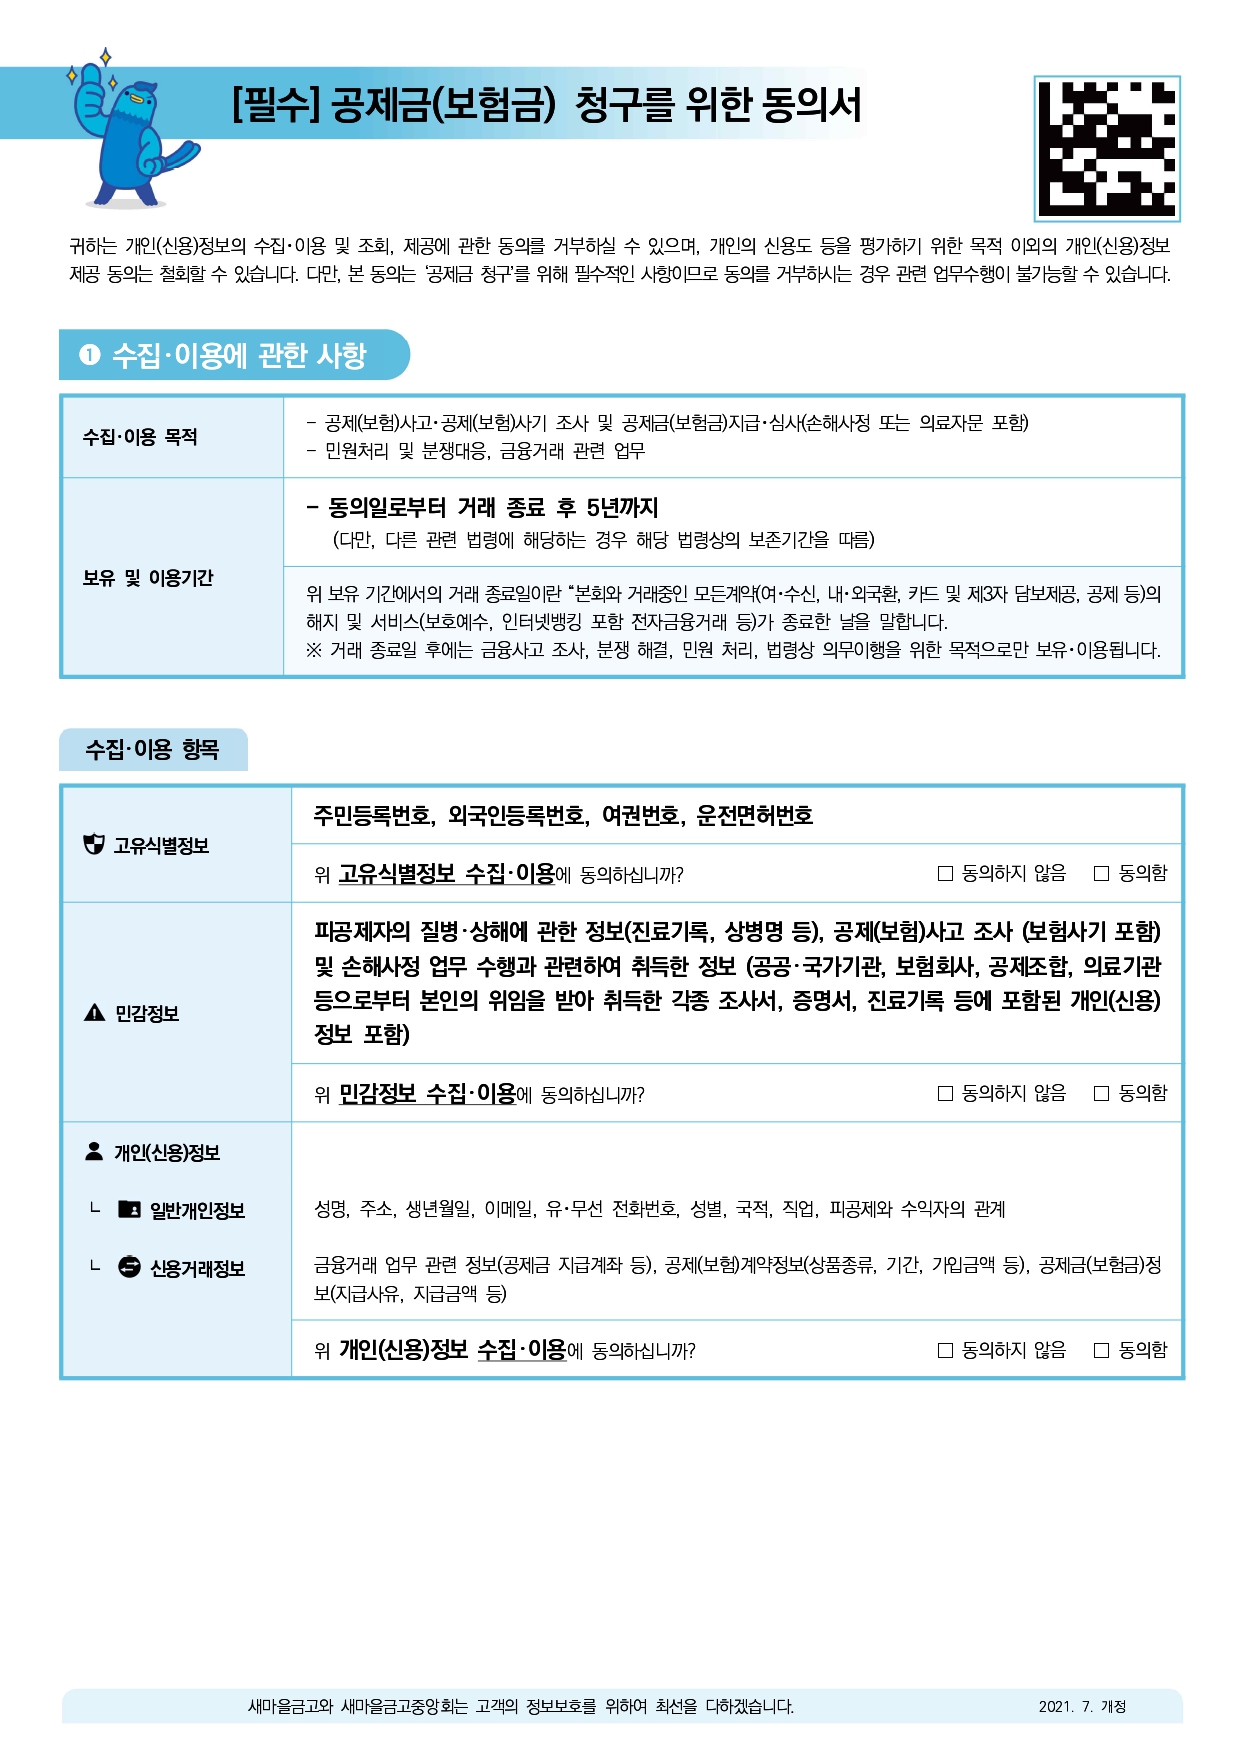 [필수] 공제금(보험금) 청구를 위한 동의서
귀하는 개인(신용)정보의 수집·이용 및 조회, 제공에 관한 동의를 거부하실 수 있으며, 개인의 신용도 등을 평가하기 위한 목적 이외의 개인(신용)정보
제공 동의는 철회할 수 있습니다. 다만, 본 동의는 ‘공제금 청구’를 위해 필수적인 사항이므로 동의를 거부하시는 경우 관련 업무수행이 불가능할 수 있습니다.
❶ 수집·이용에 관한 사항
수집·이용 목적
- 공제(보험)사고·공제(보험)사기 조사 및 공제금(보험금)지급·심사(손해사정 또는 의료자문 포함)
- 민원처리 및 분쟁대응, 금융거래 관련 업무
보유 및 이용기간
- 동의일로부터 거래 종료 후 5년까지
(다만, 다른 관련 법령에 해당하는 경우 해당 법령상의 보존기간을 따름)
위 보유 기간에서의 거래 종료일이란 “본회와 거래중인 모든계약(여·수신, 내·외국환, 카드 및 제3자 담보제공, 공제 등)의
해지 및 서비스(보호예수, 인터넷뱅킹 포함 전자금융거래 등)가 종료한 날을 말합니다.
※ 거래 종료일 후에는 금융사고 조사, 분쟁 해결, 민원 처리, 법령상 의무이행을 위한 목적으로만 보유·이용됩니다.
수집·이용 항목
고유식별정보
주민등록번호, 외국인등록번호, 여권번호, 운전면허번호
위 고유식별정보 수집·이용에 동의하십니까? □ 동의하지 않음 □ 동의함
민감정보
피공제자의 질병·상해에 관한 정보(진료기록, 상병명 등), 공제(보험)사고 조사 (보험사기 포함)
및 손해사정 업무 수행과 관련하여 취득한 정보 (공공·국가기관, 보험회사, 공제조합, 의료기관
등으로부터 본인의 위임을 받아 취득한 각종 조사서, 증명서, 진료기록 등에 포함된 개인(신용)
정보 포함)
위 민감정보 수집·이용에 동의하십니까? □ 동의하지 않음 □ 동의함
개인(신용)정보
ㄴ 일반개인정보
성명, 주소, 생년월일, 이메일, 유·무선 전화번호, 성별, 국적, 직업, 피공제와 수익자의 관계
ㄴ 신용거래정보
금융거래 업무 관련 정보(공제금 지급계좌 등), 공제(보험)계약정보(상품종류, 기간, 가입금액 등), 공제금(보험금)정
보(지급사유, 지급금액 등)
위 개인(신용)정보 수집·이용에 동의하십니까? □ 동의하지 않음 □ 동의함
새마을금고와 새마을금고중앙회는 고객의 정보보호를 위하여 최선을 다하겠습니다. 2021. 7. 개정